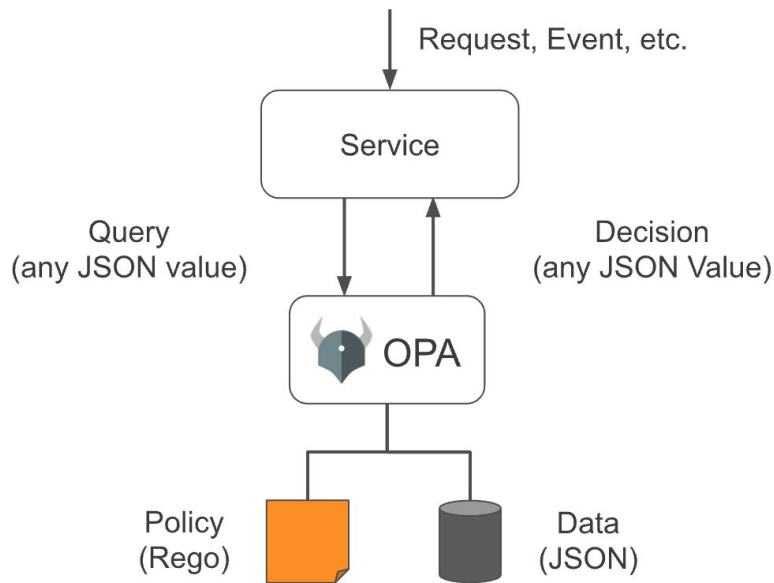 Request, Event, etc.
Service
Query
(any JSON value)
Decision
(any JSON Value)
OPA
Policy
(Rego)
Data
(JSON)